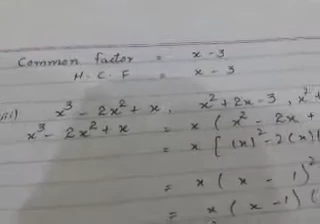 Common factor = x - 3
H.C.F = x - 3
iii) x³ - 2x² + x, x² + 2x - 3, x² +
x³ - 2x² + x = x ( x² - 2x +
= x [ (x)² - 2(x)(
= x ( x - 1 )²
= x ( x - 1 ) (